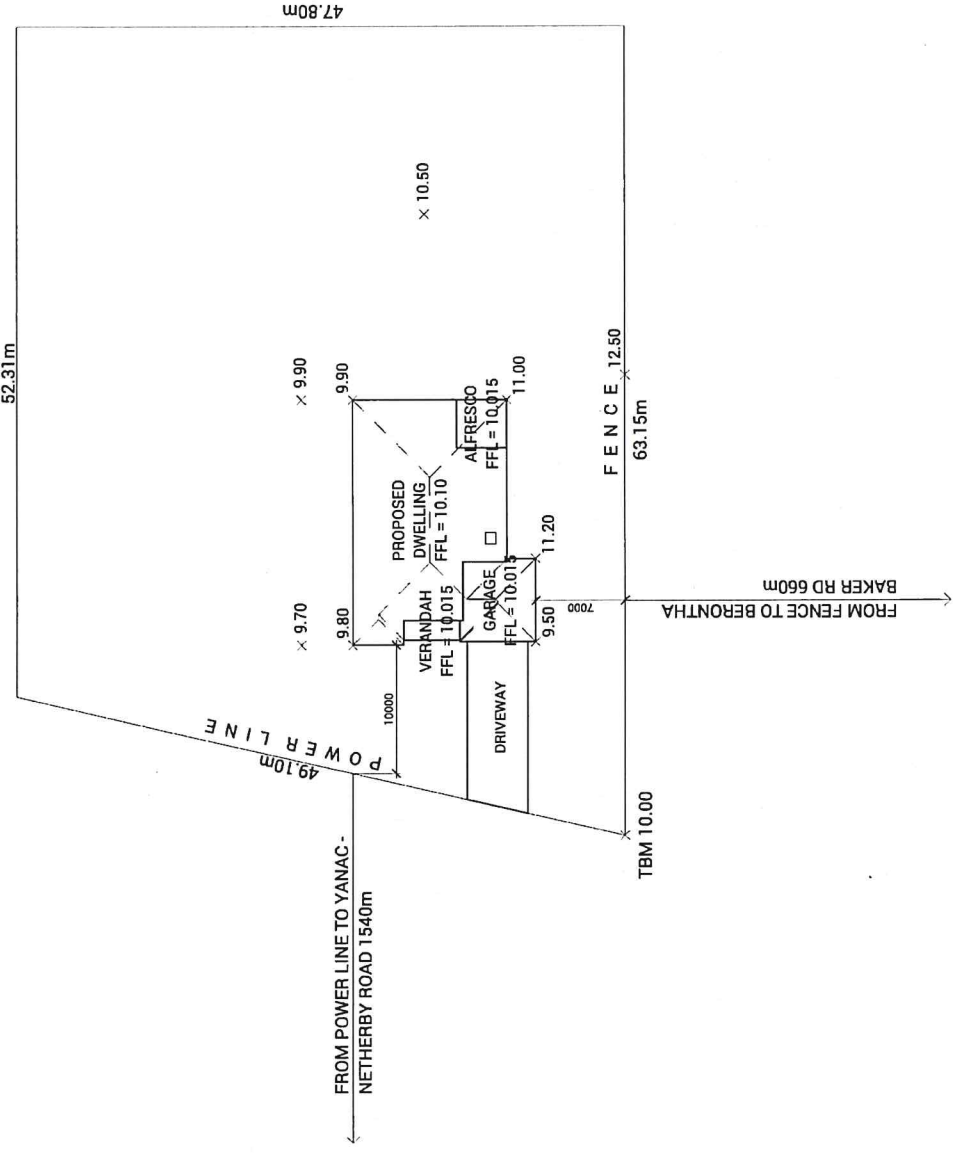 47.80m
52.31m
× 10.50
× 9.90
9.90
× 9.70
9.80
PROPOSED
DWELLING
FFL = 10.10
ALFRESCO
FFL = 10.015
11.00
VERANDAH
FFL = 10.015
GARAGE
FFL = 10.015
11.20
9.50
10000
7000
DRIVEWAY
POWER LINE
49.10m
FENCE
12.50
63.15m
TBM 10.00
FROM POWER LINE TO YANAC -
NETHERBY ROAD 1540m
FROM FENCE TO BERONTHA
BAKER RD 660m